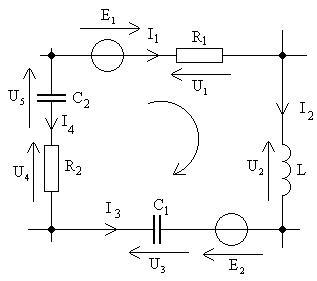 E₁
I₁
R₁
U₁
U₅
C₂
I₄
I₂
U₄
R₂
U₂
L
I₃
C₁
U₃
E₂